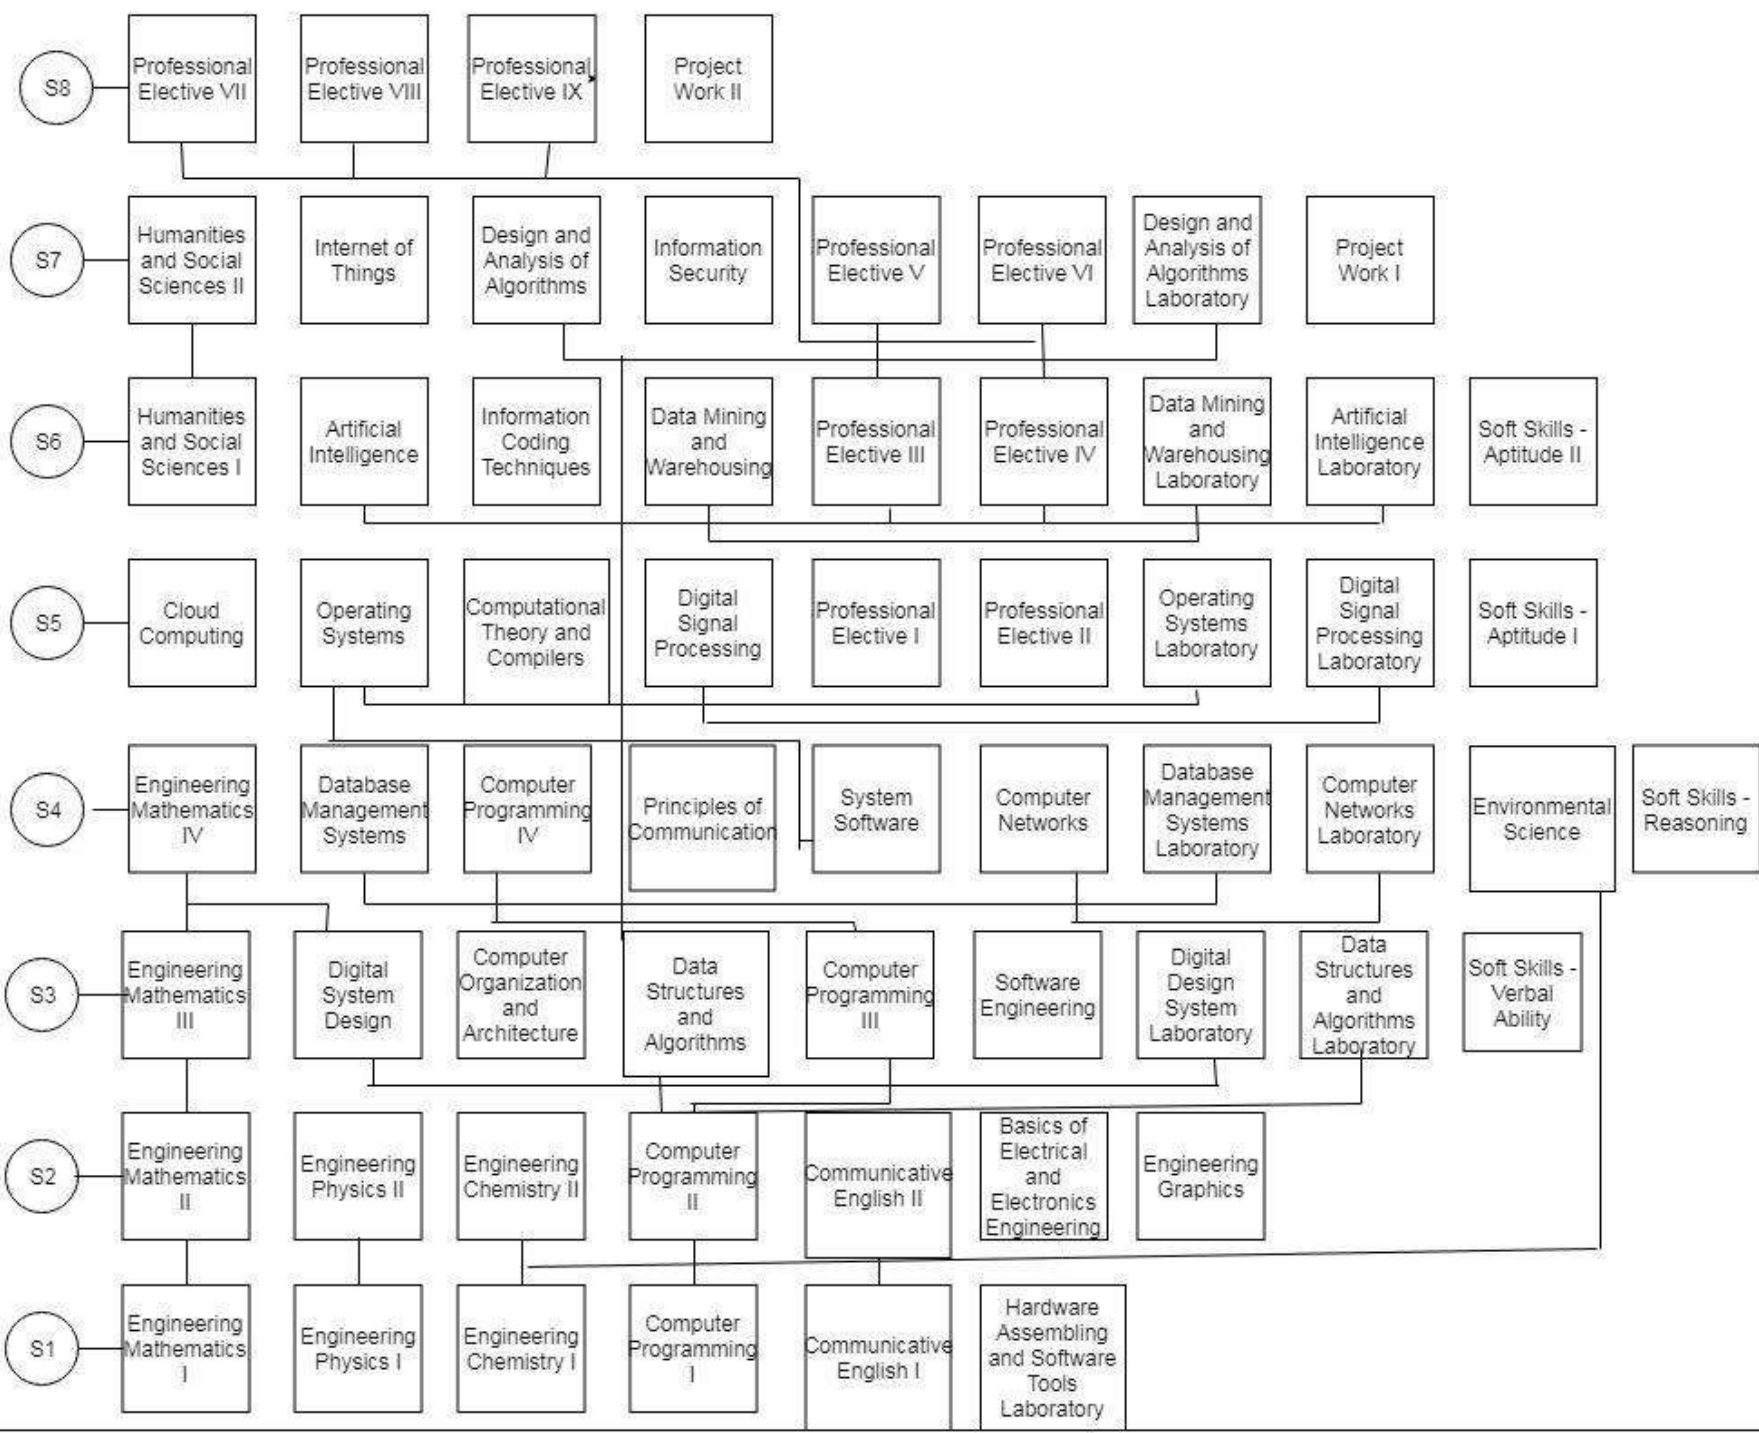 S8
Professional
Elective VII
Professional
Elective VIII
Professional
Elective IX
Project
Work II
S7
Humanities
and Social
Sciences II
Internet of
Things
Design and
Analysis of
Algorithms
Information
Security
Professional
Elective V
Professional
Elective VI
Design and
Analysis of
Algorithms
Laboratory
Project
Work I
S6
Humanities
and Social
Sciences I
Artificial
Intelligence
Information
Coding
Techniques
Data Mining
and
Warehousing
Professional
Elective III
Professional
Elective IV
Data Mining
and
Warehousing
Laboratory
Artificial
Intelligence
Laboratory
Soft Skills -
Aptitude II
S5
Cloud
Computing
Operating
Systems
Computational
Theory and
Compilers
Digital
Signal
Processing
Professional
Elective I
Professional
Elective II
Operating
Systems
Laboratory
Digital
Signal
Processing
Laboratory
Soft Skills -
Aptitude I
S4
Engineering
Mathematics
IV
Database
Management
Systems
Computer
Programming
IV
Principles of
Communication
System
Software
Computer
Networks
Database
Management
Systems
Laboratory
Computer
Networks
Laboratory
Environmental
Science
Soft Skills -
Reasoning
S3
Engineering
Mathematics
III
Digital
System
Design
Computer
Organization
and
Architecture
Data
Structures
and
Algorithms
Computer
Programming
III
Software
Engineering
Digital
Design
System
Laboratory
Data
Structures
and
Algorithms
Laboratory
Soft Skills -
Verbal
Ability
S2
Engineering
Mathematics
II
Engineering
Physics II
Engineering
Chemistry II
Computer
Programming
II
Communicative
English II
Basics of
Electrical
and
Electronics
Engineering
Engineering
Graphics
S1
Engineering
Mathematics
I
Engineering
Physics I
Engineering
Chemistry I
Computer
Programming
I
Communicative
English I
Hardware
Assembling
and Software
Tools
Laboratory